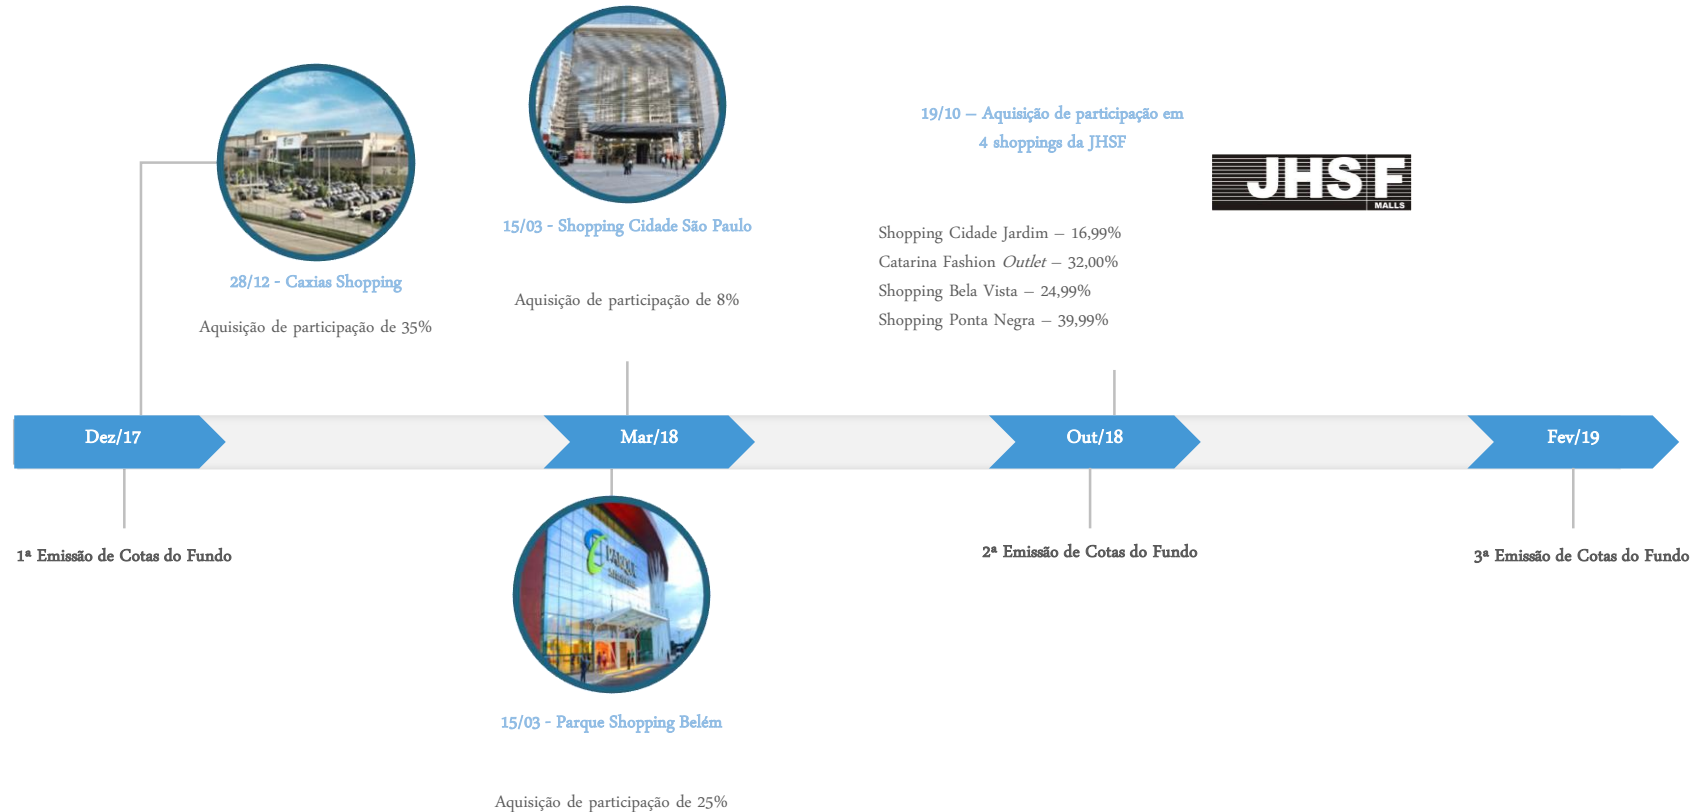 19/10 – Aquisição de participação em
4 shoppings da JHSF
JHSF
MALLS
15/03 - Shopping Cidade São Paulo
Shopping Cidade Jardim – 16,99%
Catarina Fashion Outlet – 32,00%
Shopping Bela Vista – 24,99%
Shopping Ponta Negra – 39,99%
28/12 - Caxias Shopping
Aquisição de participação de 8%
Aquisição de participação de 35%
Dez/17
Mar/18
Out/18
Fev/19
1ª Emissão de Cotas do Fundo
2ª Emissão de Cotas do Fundo
3ª Emissão de Cotas do Fundo
PARQUE
15/03 - Parque Shopping Belém
Aquisição de participação de 25%